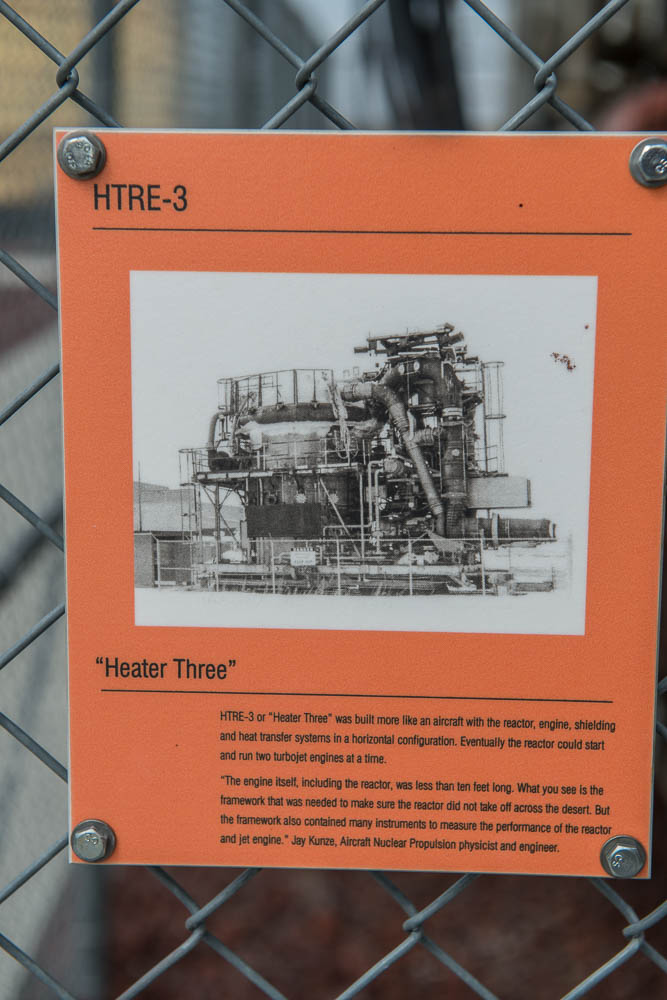 HTRE-3
“Heater Three”
HTRE-3 or “Heater Three” was built more like an aircraft with the reactor, engine, shielding
and heat transfer systems in a horizontal configuration. Eventually the reactor could start
and run two turbojet engines at a time.
“The engine itself, including the reactor, was less than ten feet long. What you see is the
framework that was needed to make sure the reactor did not take off across the desert. But
the framework also contained many instruments to measure the performance of the reactor
and jet engine.” Jay Kunze, Aircraft Nuclear Propulsion physicist and engineer.